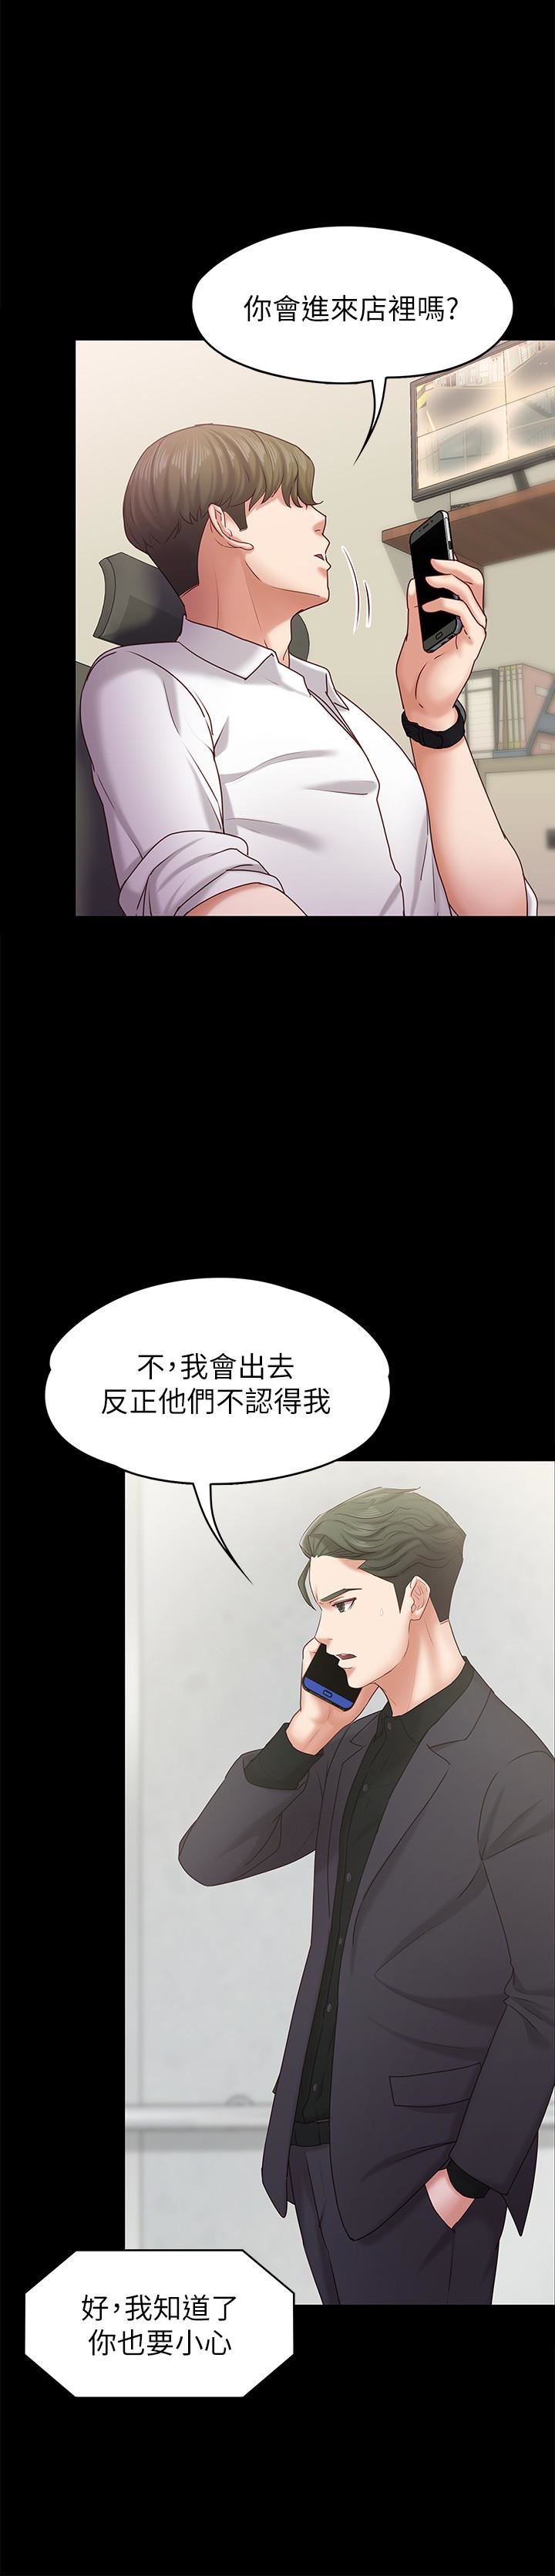 你會進來店裡嗎?
不，我會出去
反正他們不認得我
好，我知道了
你也要小心